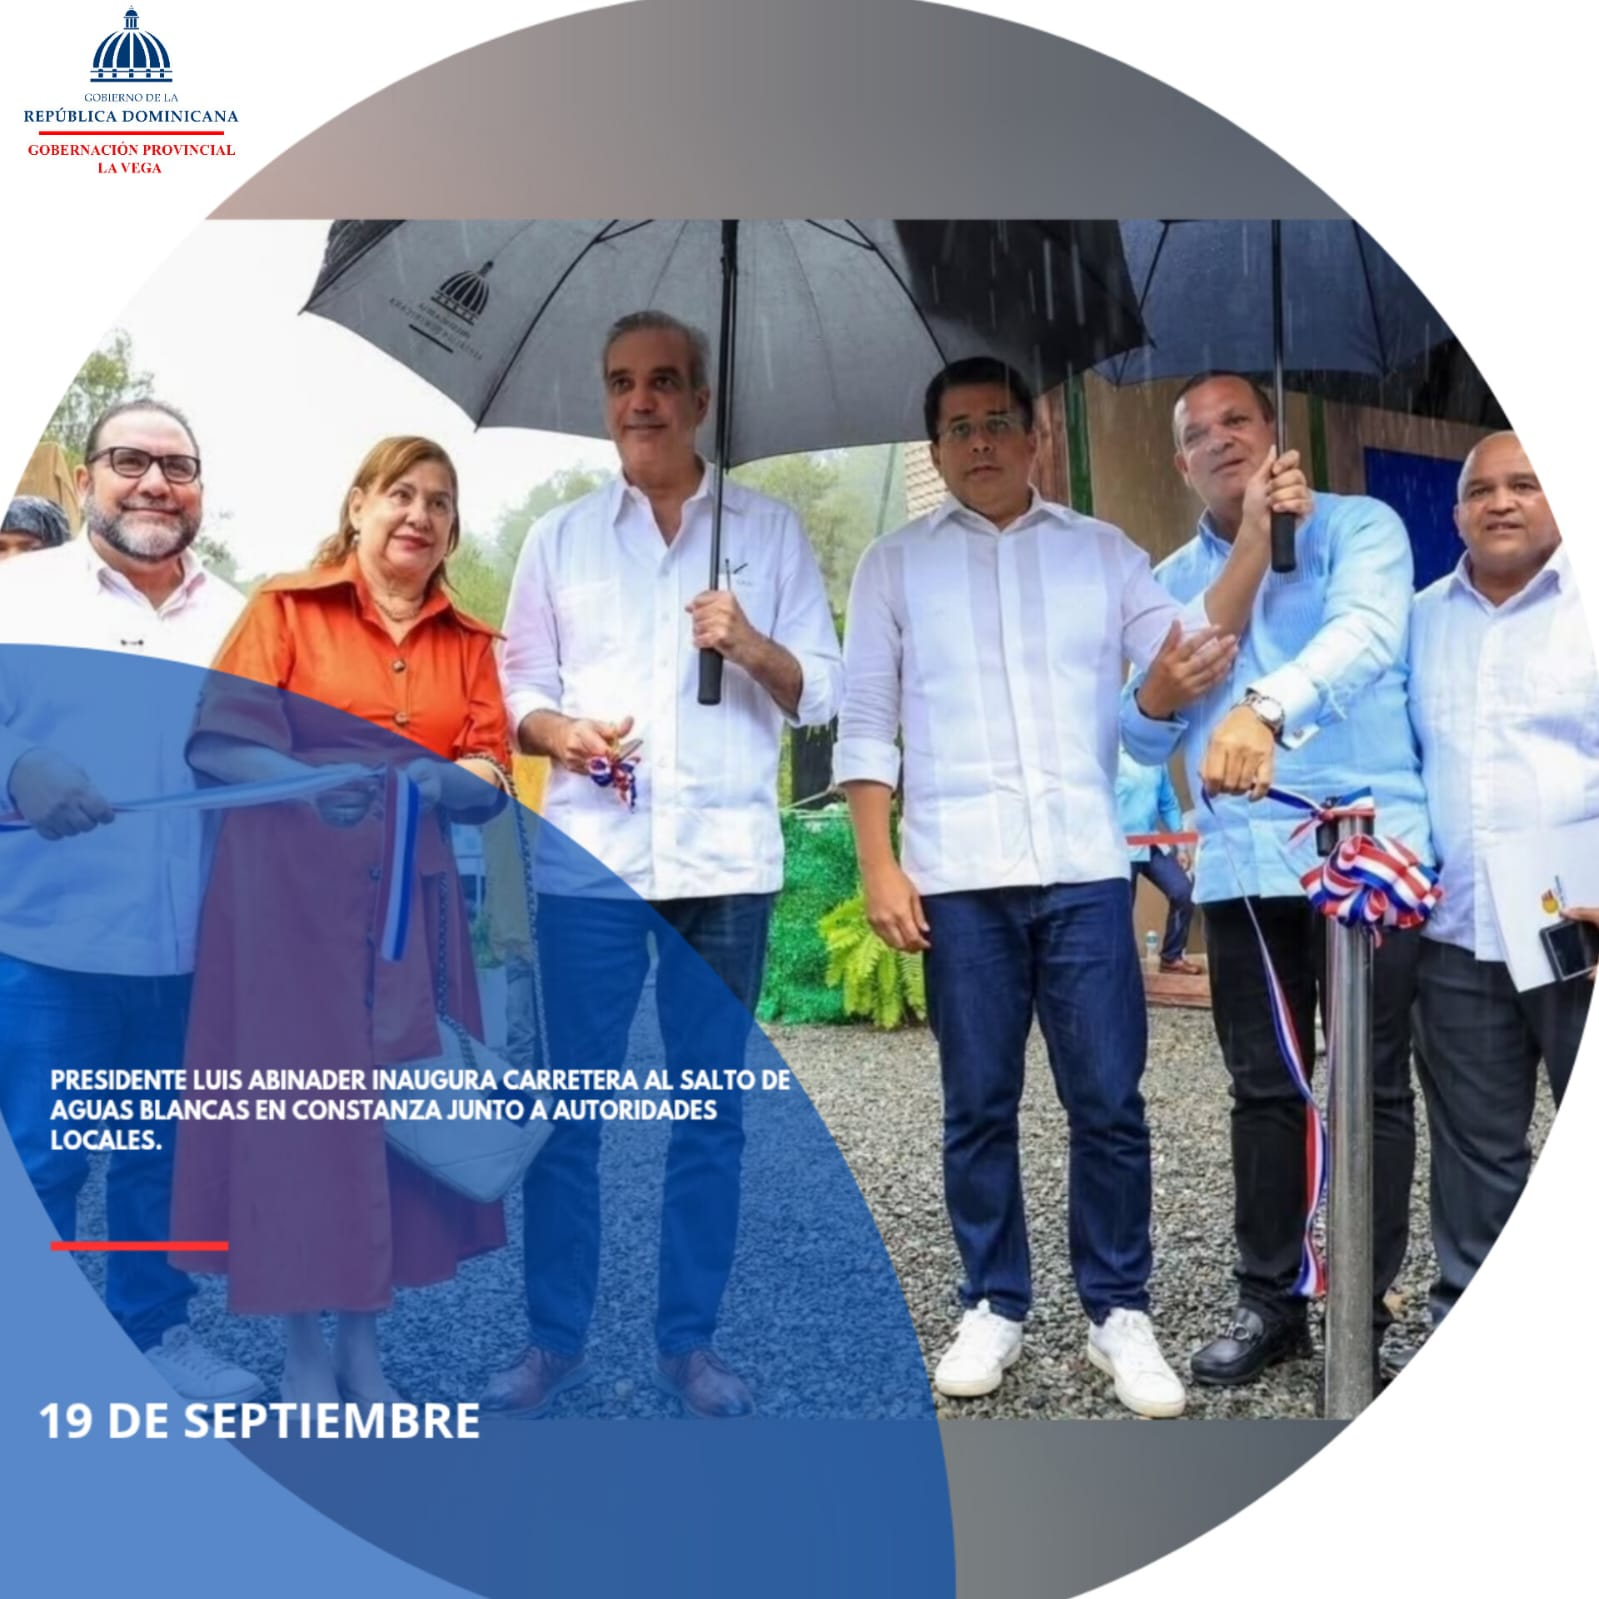 GOBIERNO DE LA
REPÚBLICA DOMINICANA
GOBERNACIÓN PROVINCIAL
LA VEGA
PRESIDENTE LUIS ABINADER INAUGURA CARRETERA AL SALTO DE
AGUAS BLANCAS EN CONSTANZA JUNTO A AUTORIDADES
LOCALES.
19 DE SEPTIEMBRE